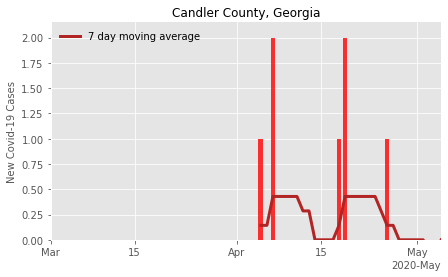 Candler County, Georgia
7 day moving average
New Covid-19 Cases
2.00
1.75
1.50
1.25
1.00
0.75
0.50
0.25
0.00
Mar 15 Apr 15 May
2020-May